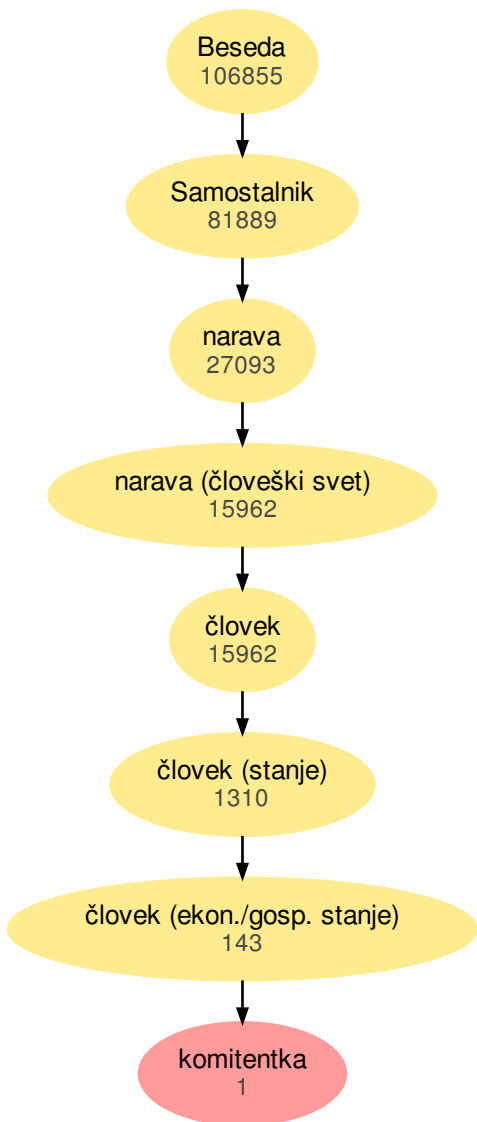 Beseda
106855
Samostalnik
81889
narava
27093
narava (človeški svet)
15962
človek
15962
človek (stanje)
1310
človek (ekon./gosp. stanje)
143
komitentka
1